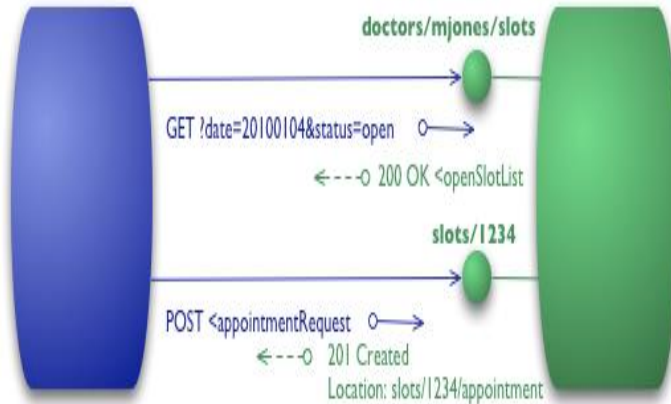 doctors/mjones/slots
GET ?date=20100104&status=open
200 OK <openSlotList
slots/1234
POST <appointmentRequest
201 Created
Location: slots/1234/appointment